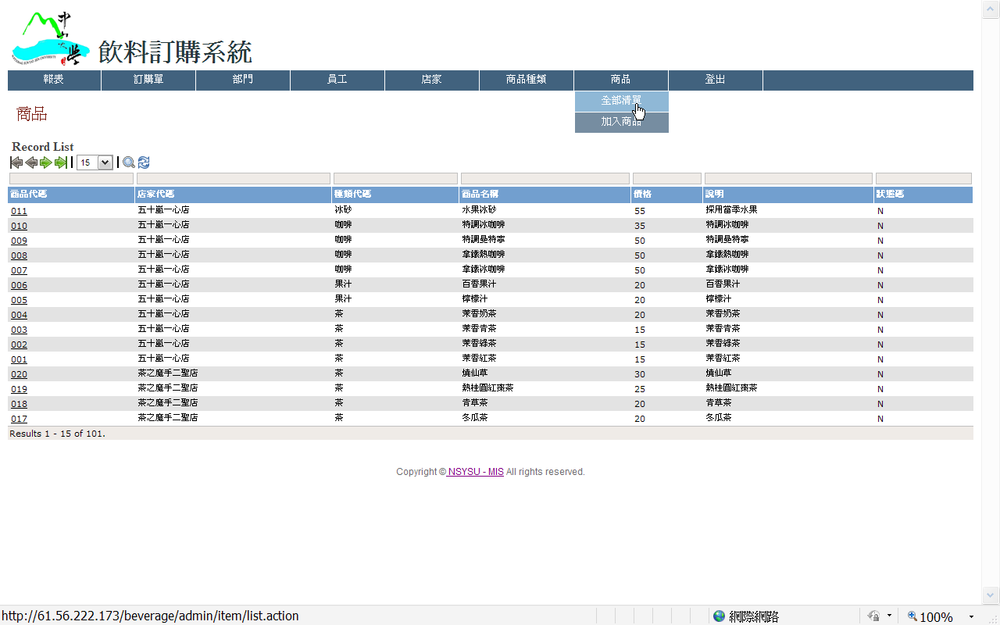 中山大學
NATIONAL SUN YAT-SEN UNIVERSITY
飲料訂購系統
報表 訂購單 部門 員工 店家 商品種類 商品 登出
全部清單
加入商品
商品
Record List
15
商品代碼 店家代碼 種類代碼 商品名稱 價格 說明 狀態碼
011 五十嵐一心店 冰砂 水果冰砂 55 採用當季水果 N
010 五十嵐一心店 咖啡 特調冰咖啡 35 特調冰咖啡 N
009 五十嵐一心店 咖啡 特調曼特寧 50 特調曼特寧 N
008 五十嵐一心店 咖啡 拿鐵熱咖啡 50 拿鐵熱咖啡 N
007 五十嵐一心店 咖啡 拿鐵冰咖啡 50 拿鐵冰咖啡 N
006 五十嵐一心店 果汁 百香果汁 20 百香果汁 N
005 五十嵐一心店 果汁 檸檬汁 20 檸檬汁 N
004 五十嵐一心店 茶 茉香奶茶 20 茉香奶茶 N
003 五十嵐一心店 茶 茉香青茶 15 茉香青茶 N
002 五十嵐一心店 茶 茉香綠茶 15 茉香綠茶 N
001 五十嵐一心店 茶 茉香紅茶 15 茉香紅茶 N
020 茶之魔手二聖店 茶 燒仙草 30 燒仙草 N
019 茶之魔手二聖店 茶 熱桂圓紅棗茶 25 熱桂圓紅棗茶 N
018 茶之魔手二聖店 茶 青草茶 20 青草茶 N
017 茶之魔手二聖店 茶 冬瓜茶 20 冬瓜茶 N
Results 1 - 15 of 101.
Copyright © NSYSU - MIS All rights reserved.
http://61.56.222.173/beverage/admin/item/list.action 網際網路 100%